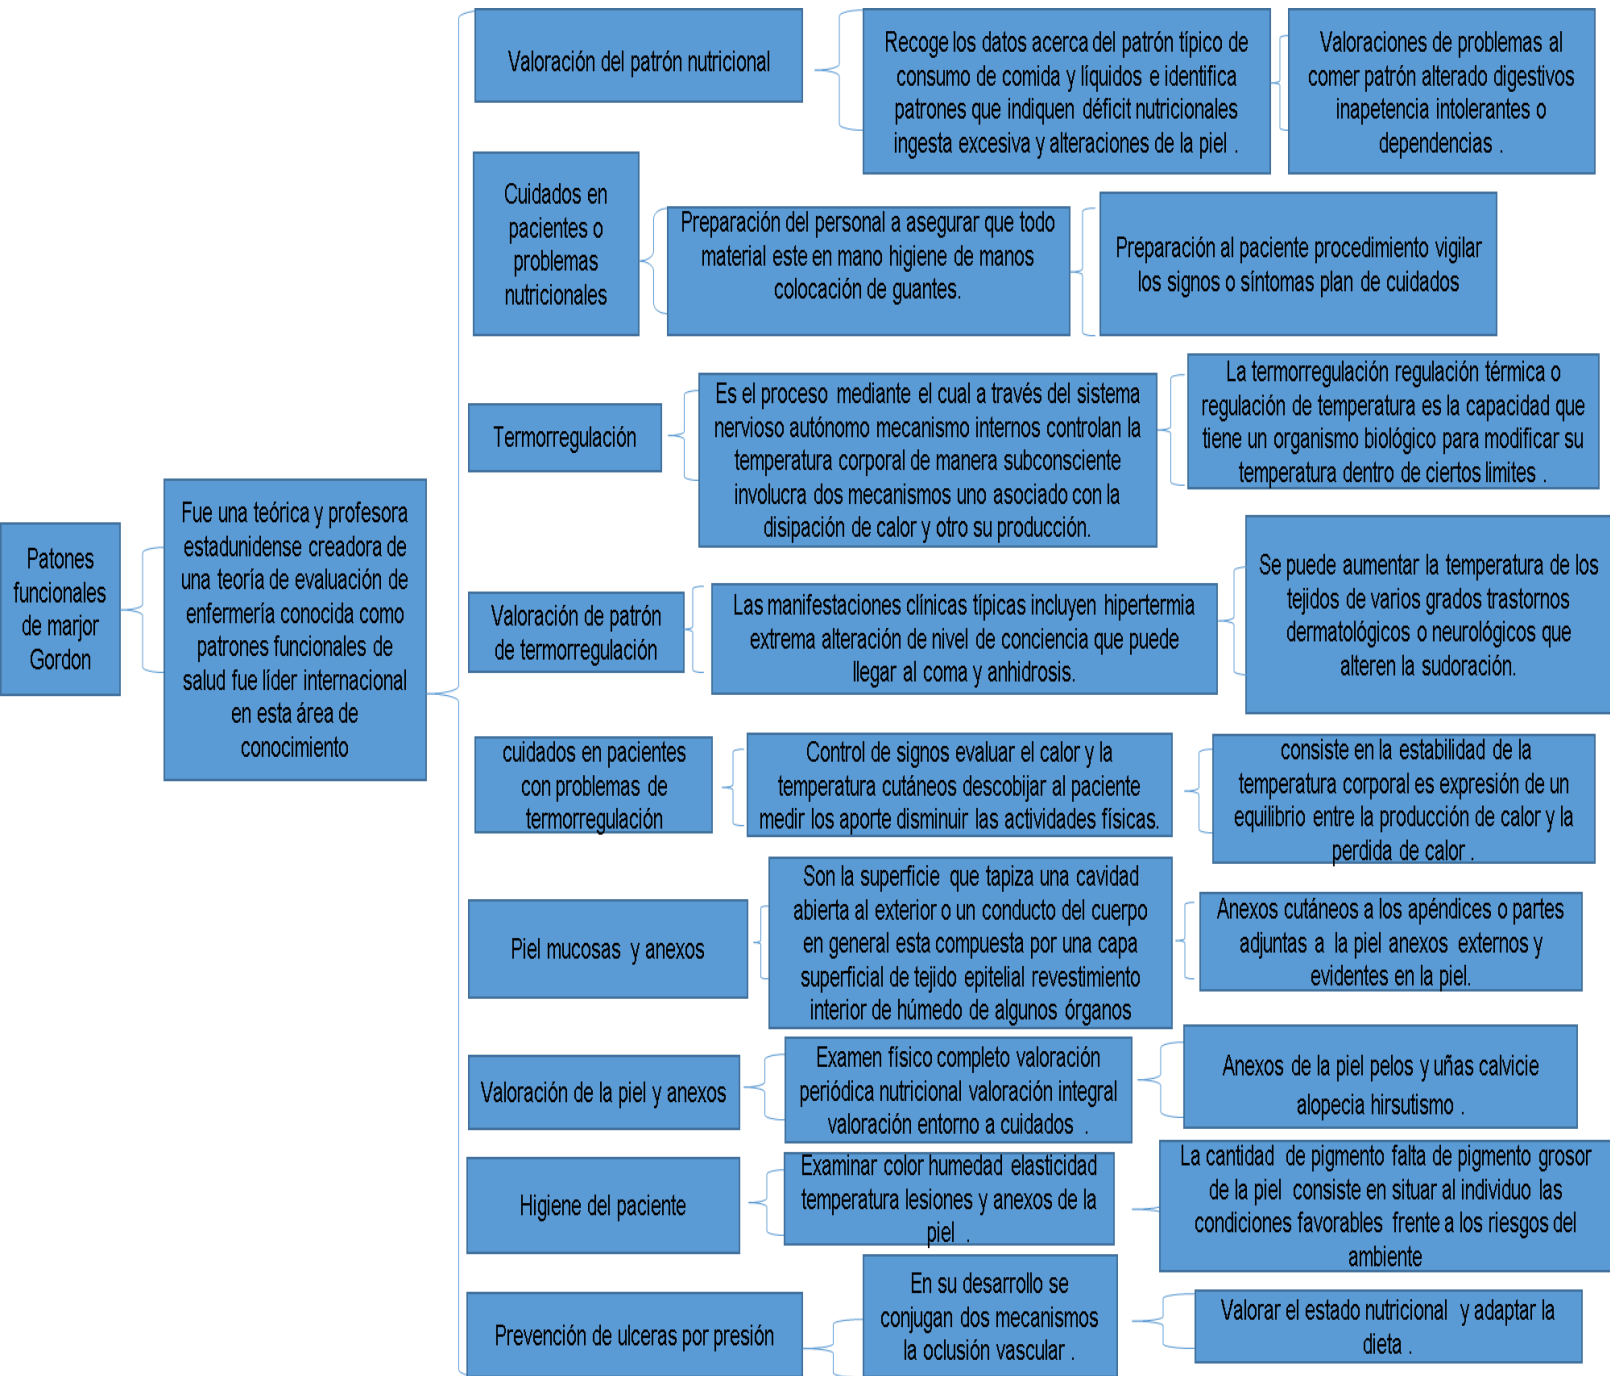 Patones
funcionales
de marjor
Gordon
Fue una teórica y profesora
estadunidense creadora de
una teoría de evaluación de
enfermería conocida como
patrones funcionales de
salud fue líder internacional
en esta área de
conocimiento
Valoración del patrón nutricional
Recoge los datos acerca del patrón típico de
consumo de comida y líquidos e identifica
patrones que indiquen déficit nutricionales
ingesta excesiva y alteraciones de la piel .
Valoraciones de problemas al
comer patrón alterado digestivos
inapetencia intolerantes o
dependencias .
Cuidados en
pacientes o
problemas
nutricionales
Preparación del personal a asegurar que todo
material este en mano higiene de manos
colocación de guantes.
Preparación al paciente procedimiento vigilar
los signos o síntomas plan de cuidados
Termorregulación
Es el proceso mediante el cual a través del sistema
nervioso autónomo mecanismo internos controlan la
temperatura corporal de manera subconsciente
involucra dos mecanismos uno asociado con la
disipación de calor y otro su producción.
La termorregulación regulación térmica o
regulación de temperatura es la capacidad que
tiene un organismo biológico para modificar su
temperatura dentro de ciertos limites .
Valoración de patrón
de termorregulación
Las manifestaciones clínicas típicas incluyen hipertermia
extrema alteración de nivel de conciencia que puede
llegar al coma y anhidrosis.
Se puede aumentar la temperatura de los
tejidos de varios grados trastornos
dermatológicos o neurológicos que
alteren la sudoración.
cuidados en pacientes
con problemas de
termorregulación
Control de signos evaluar el calor y la
temperatura cutáneos descobijar al paciente
medir los aporte disminuir las actividades físicas.
consiste en la estabilidad de la
temperatura corporal es expresión de un
equilibrio entre la producción de calor y la
perdida de calor .
Piel mucosas y anexos
Son la superficie que tapiza una cavidad
abierta al exterior o un conducto del cuerpo
en general esta compuesta por una capa
superficial de tejido epitelial revestimiento
interior de húmedo de algunos órganos
Anexos cutáneos a los apéndices o partes
adjuntas a la piel anexos externos y
evidentes en la piel.
Valoración de la piel y anexos
Examen físico completo valoración
periódica nutricional valoración integral
valoración entorno a cuidados .
Anexos de la piel pelos y uñas calvicie
alopecia hirsutismo .
Higiene del paciente
Examinar color humedad elasticidad
temperatura lesiones y anexos de la
piel .
La cantidad de pigmento falta de pigmento grosor
de la piel consiste en situar al individuo las
condiciones favorables frente a los riesgos del
ambiente
Prevención de ulceras por presión
En su desarrollo se
conjugan dos mecanismos
la oclusión vascular .
Valorar el estado nutricional y adaptar la
dieta .